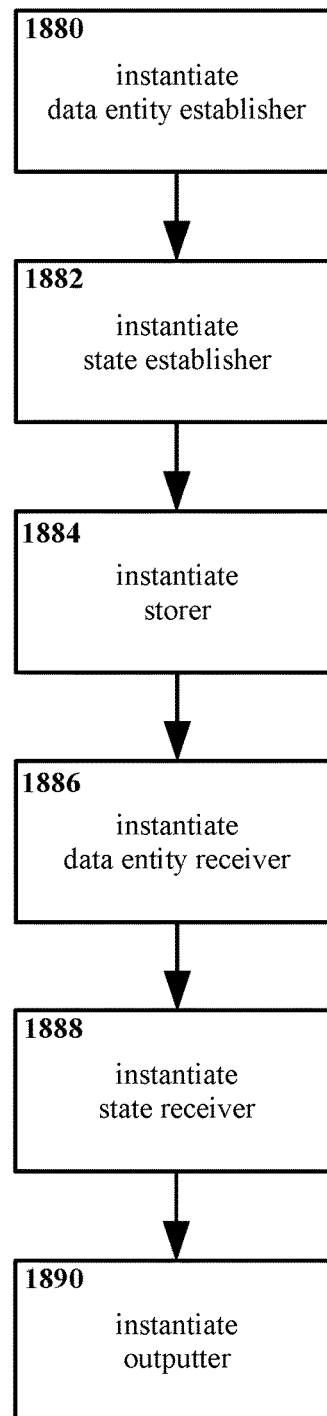 1880
instantiate
data entity establisher
1882
instantiate
state establisher
1884
instantiate
storer
1886
instantiate
data entity receiver
1888
instantiate
state receiver
1890
instantiate
outputter